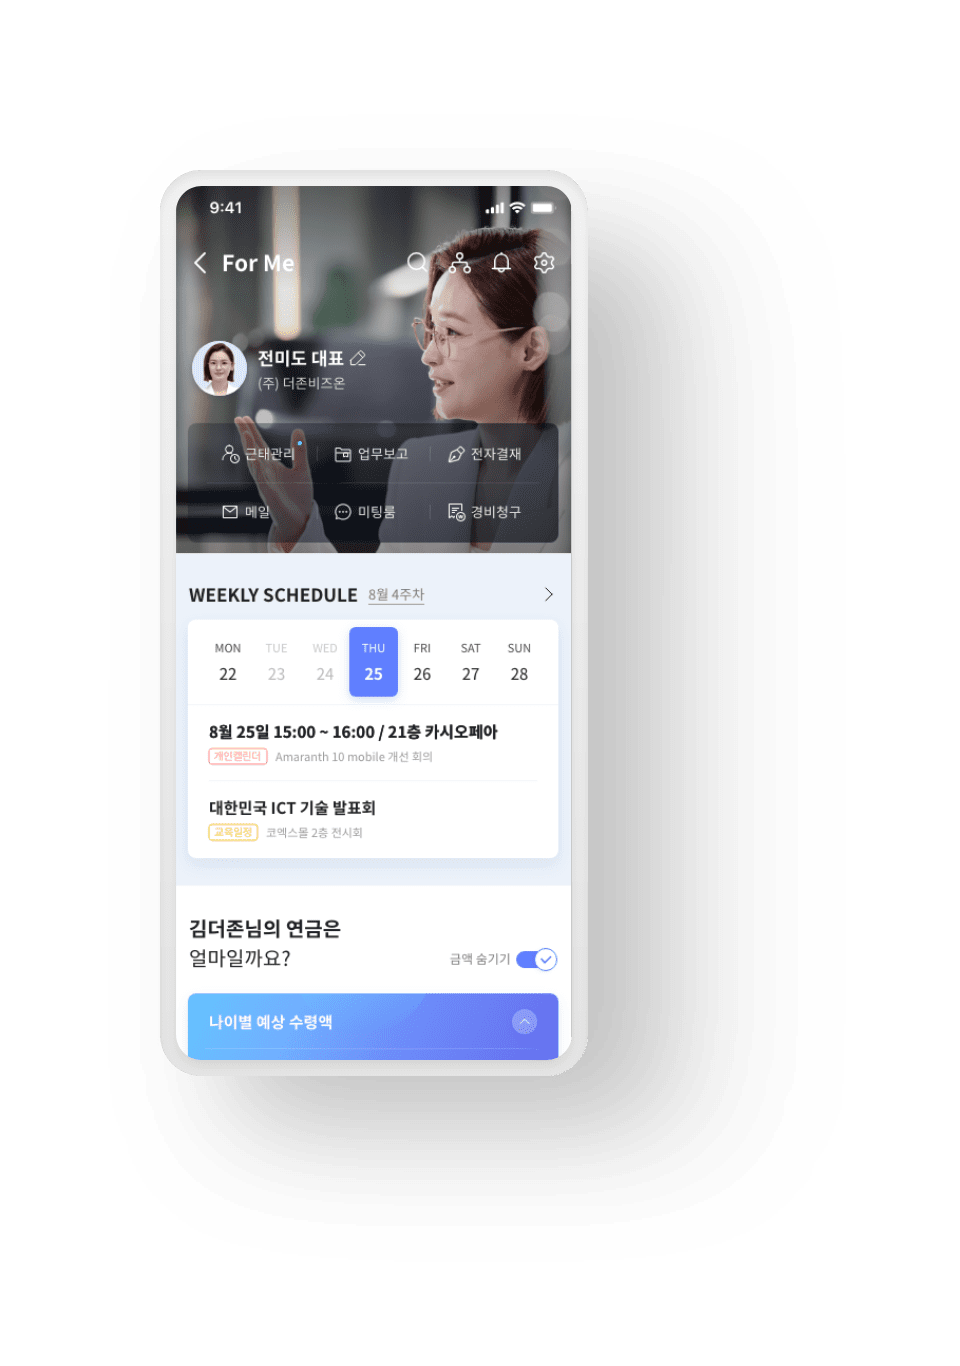 9:41
For Me
전미도 대표
(주) 더존비즈온
근태관리 업무보고 전자결재
메일 미팅룸 경비청구
WEEKLY SCHEDULE 8월 4주차
MON TUE WED THU FRI SAT SUN
22 23 24 25 26 27 28
8월 25일 15:00 ~ 16:00 / 21층 카시오페아
개인캘린더 Amaranth 10 mobile 개선 회의
대한민국 ICT 기술 발표회
교육일정 코엑스몰 2층 전시회
김더존님의 연금은
얼마일까요?
금액 숨기기
나이별 예상 수령액